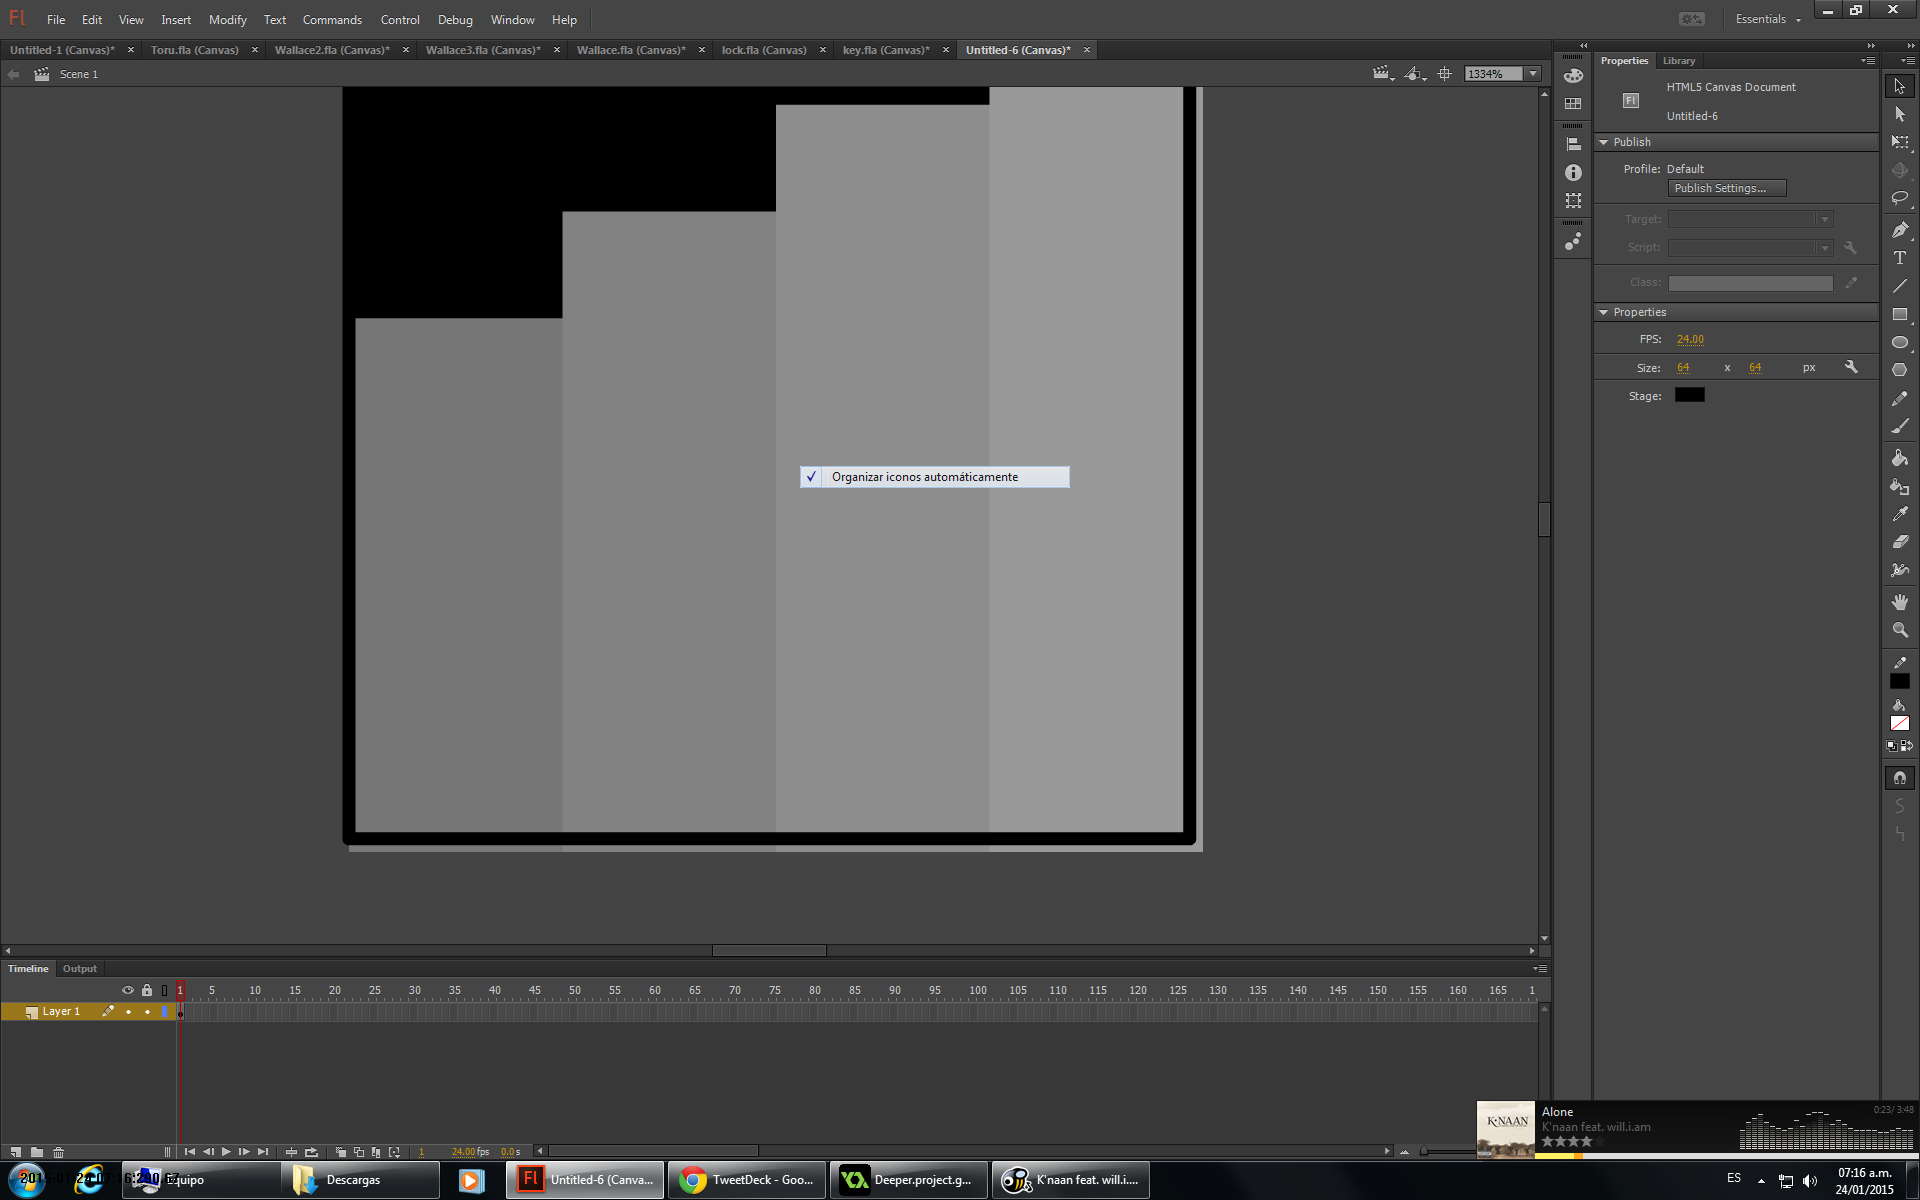 Fl File Edit View Insert Modify Text Commands Control Debug Window Help Essentials
Untitled-1 (Canvas)* Toru.fla (Canvas) Wallace2.fla (Canvas)* Wallace3.fla (Canvas)* Wallace.fla (Canvas)* lock.fla (Canvas) key.fla (Canvas)* Untitled-6 (Canvas)*
Scene 1
1334%
Properties Library
Fl
HTML5 Canvas Document
Untitled-6
Publish
Profile: Default
Publish Settings...
Target:
Script:
Class:
Properties
FPS: 24.00
Size: 64 x 64 px
Stage:
Organizar iconos automáticamente
Timeline Output
1 5 10 15 20 25 30 35 40 45 50 55 60 65 70 75 80 85 90 95 100 105 110 115 120 125 130 135 140 145 150 155 160 165 1
Layer 1
1 24.00 fps 0.0 s
K'NAAN
Alone
0:23/ 3:48
K'naan feat. will.i.am
Equipo
Descargas
Fl Untitled-6 (Canva...
TweetDeck - Goo...
Deeper.project.g...
K'naan feat. will.i....
ES
07:16 a.m.
24/01/2015